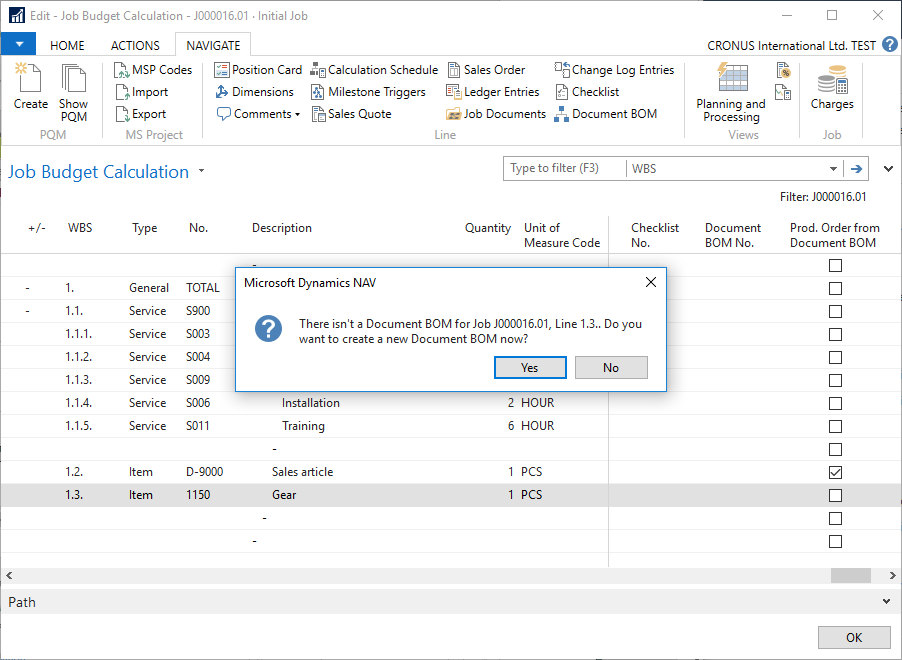 Edit - Job Budget Calculation - J000016.01 · Initial Job
HOME ACTIONS NAVIGATE CRONUS International Ltd. TEST ?
MSP Codes Position Card Calculation Schedule Sales Order Change Log Entries
Import Dimensions Milestone Triggers Ledger Entries Checklist
Export Comments Sales Quote Job Documents Document BOM
Create Show PQM Planning and Processing Charges
PQM MS Project Line Views Job
Job Budget Calculation Type to filter (F3) WBS
Filter: J000016.01
+/- WBS Type No. Description Quantity Unit of Measure Code Checklist No. Document BOM No. Prod. Order from Document BOM
-
- 1. General TOTAL
- 1.1. Service S900
1.1.1. Service S003
1.1.2. Service S004
1.1.3. Service S009
1.1.4. Service S006 Installation 2 HOUR
1.1.5. Service S011 Training 6 HOUR
-
1.2. Item D-9000 Sales article 1 PCS
1.3. Item 1150 Gear 1 PCS
-
-
Microsoft Dynamics NAV
?
There isn't a Document BOM for Job J000016.01, Line 1.3.. Do you
want to create a new Document BOM now?
Yes No
Path
OK